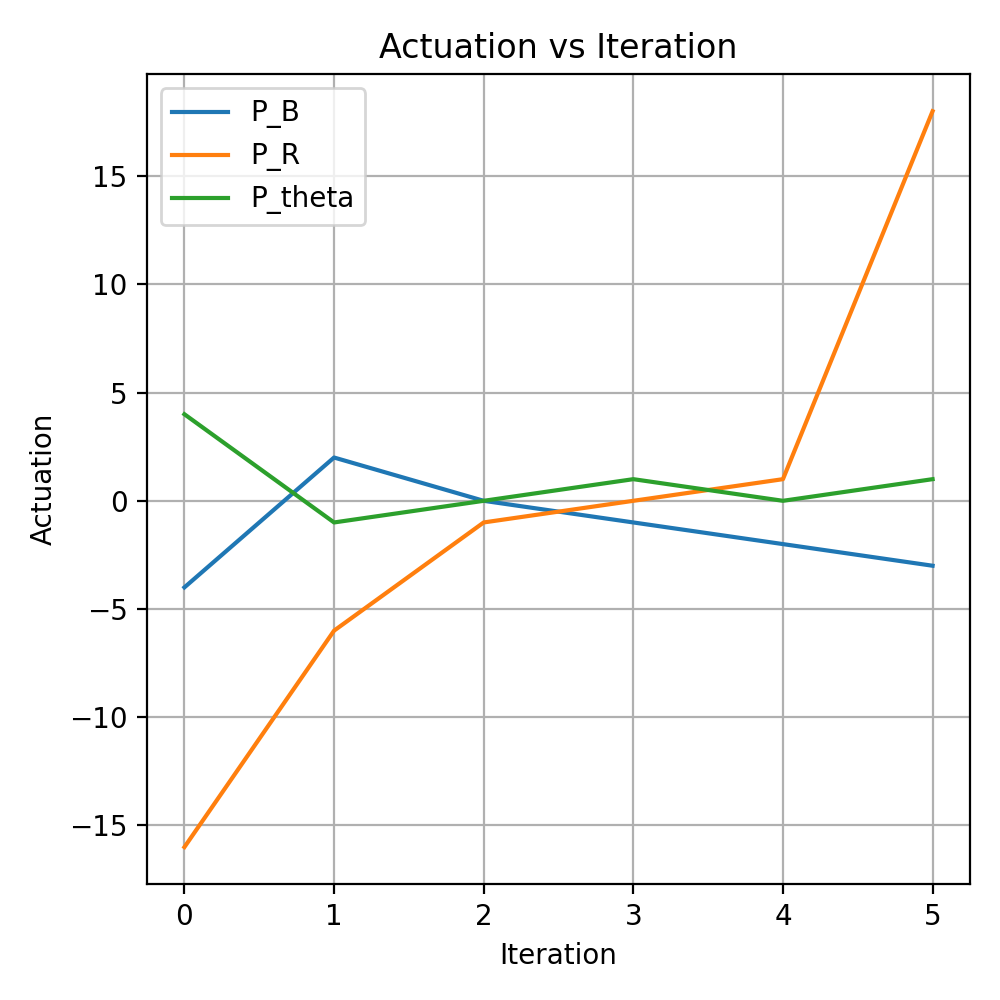 Actuation vs Iteration
P_B
P_R
P_theta
15
10
5
0
−5
−10
−15
Actuation
0 1 2 3 4 5
Iteration